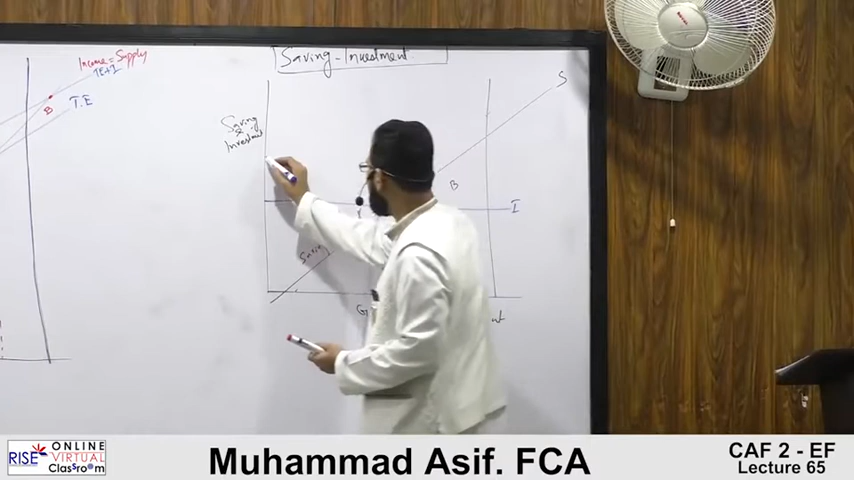 Saving-Investment
Income = Supply
TE+I
T.E
B
S
Saving
&
Investment
B
I
Saving
RISE
ONLINE
VIRTUAL
ClassroOm
Muhammad Asif. FCA
CAF 2 - EF
Lecture 65